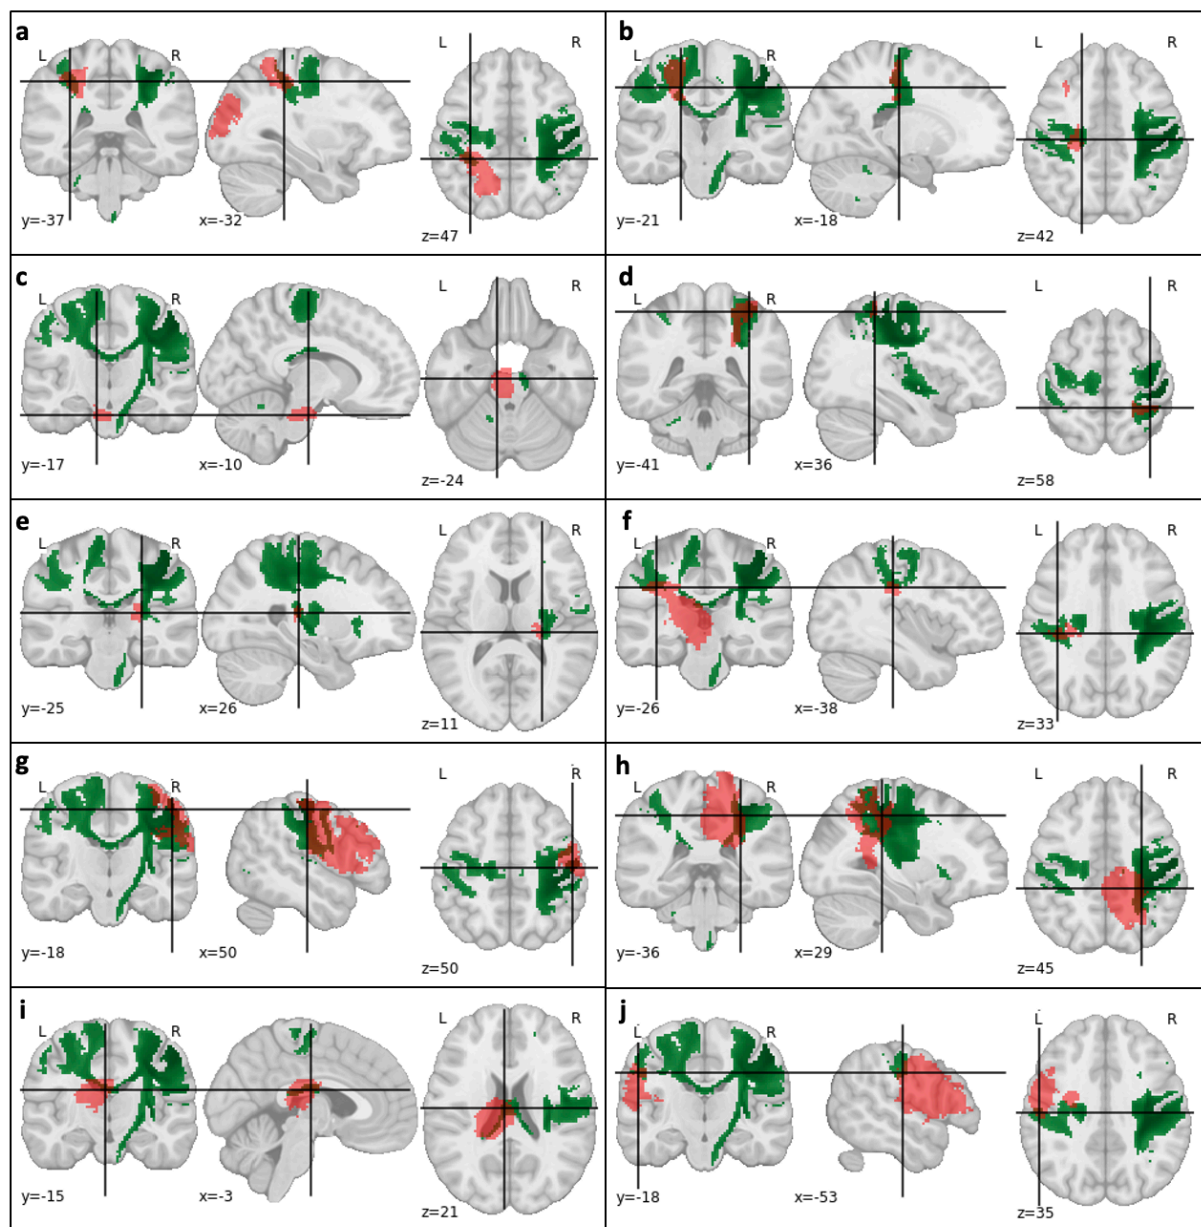 a
L R L R
y=-37 x=-32 z=47
b
L R L R
y=-21 x=-18 z=42
c
L R L R
y=-17 x=-10 z=-24
d
L R L R
y=-41 x=36 z=58
e
L R L R
y=-25 x=26 z=11
f
L R L R
y=-26 x=-38 z=33
g
L R L R
y=-18 x=50 z=50
h
L R L R
y=-36 x=29 z=45
i
L R L R
y=-15 x=-3 z=21
j
L R L R
y=-18 x=-53 z=35